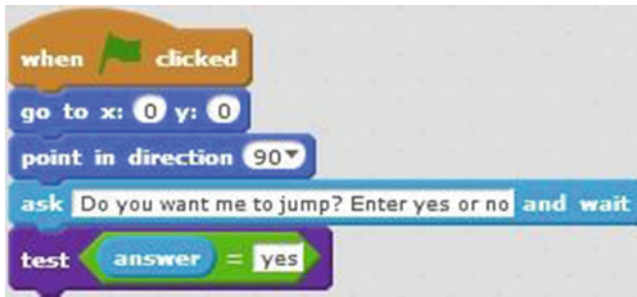 when clicked
go to x: 0 y: 0
point in direction 90
ask Do you want me to jump? Enter yes or no and wait
test answer = yes